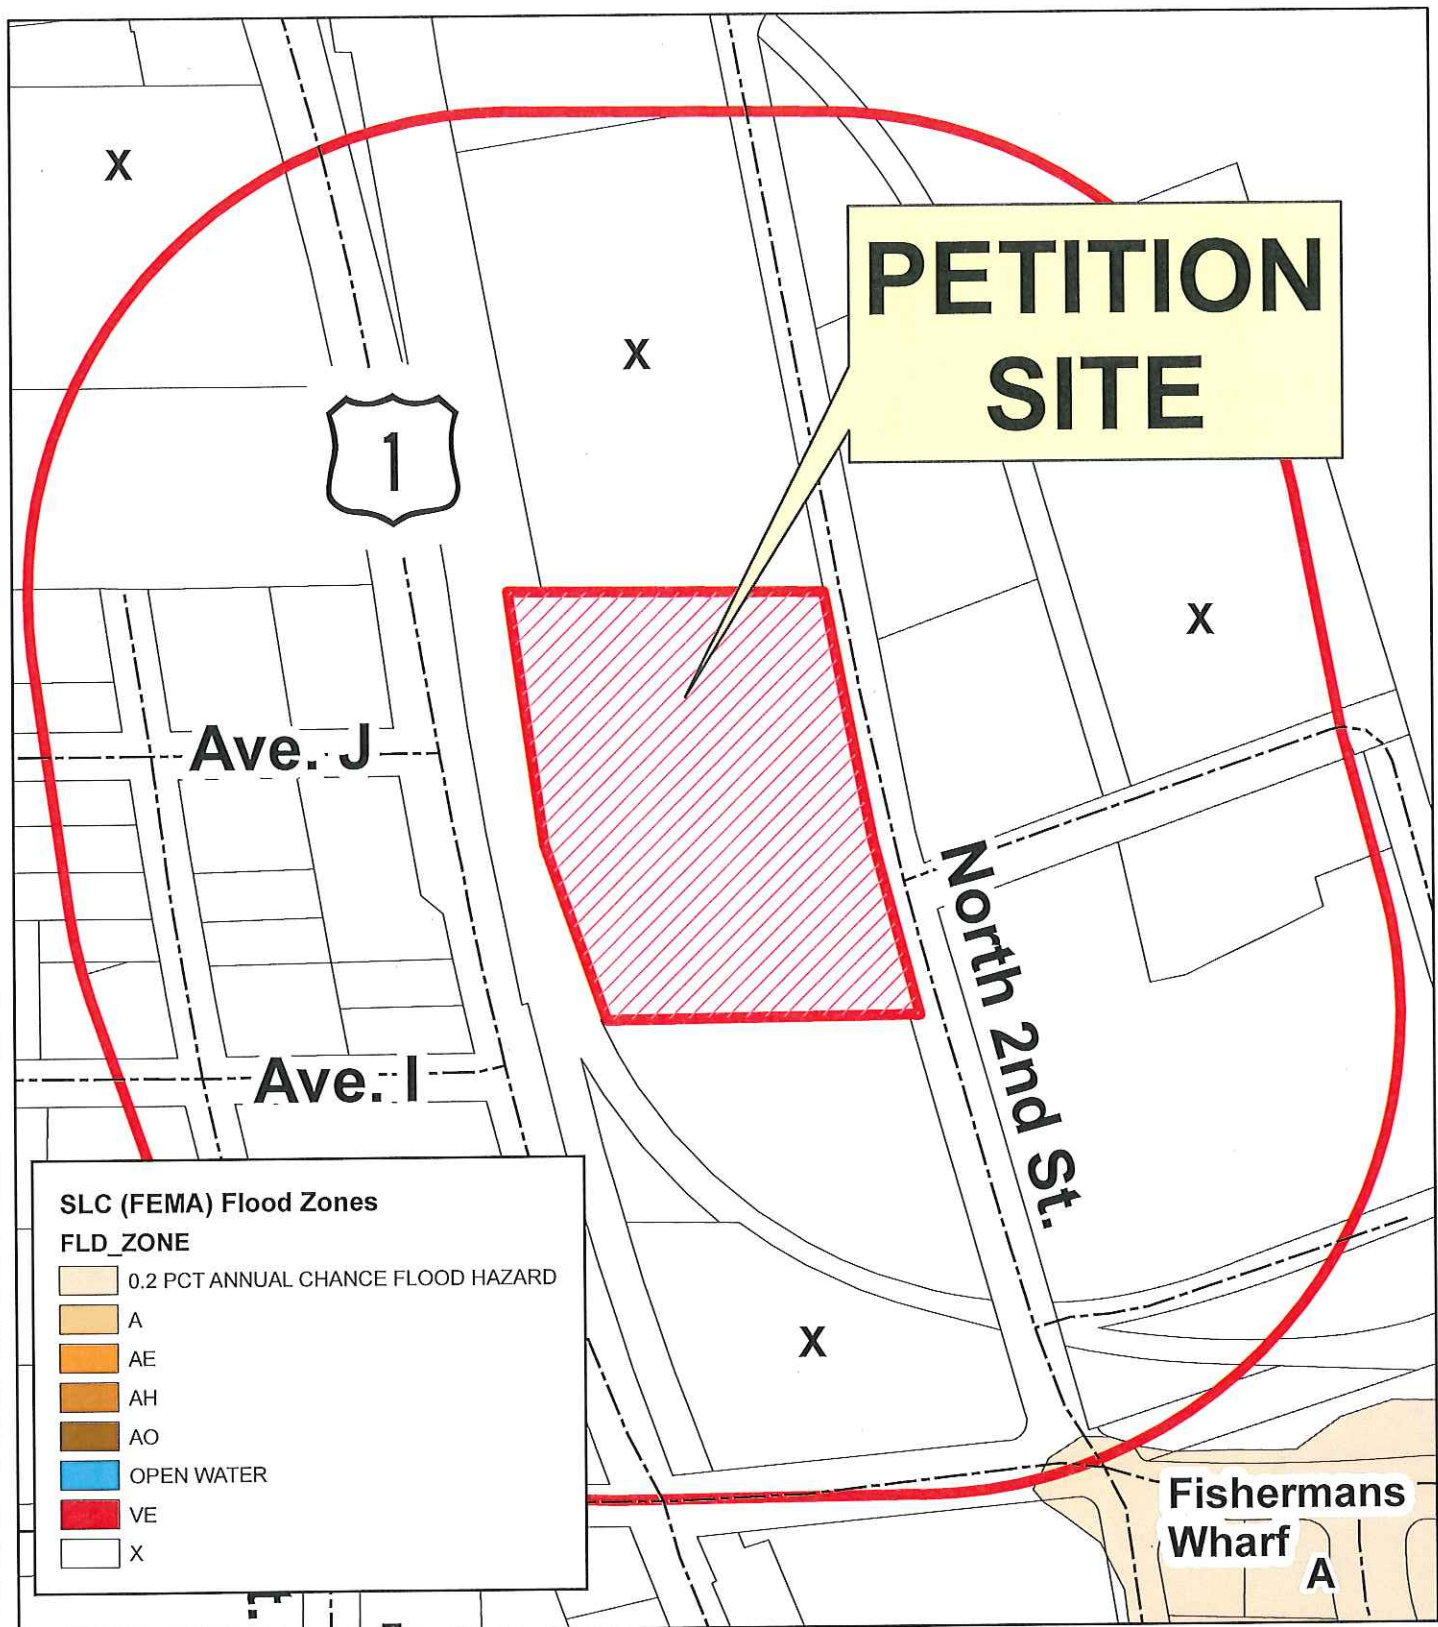 X
PETITION
SITE
X
1
X
Ave. J
North 2nd St.
Ave. I
SLC (FEMA) Flood Zones
FLD_ZONE
0.2 PCT ANNUAL CHANCE FLOOD HAZARD
A
AE
AH
AO
OPEN WATER
VE
X
X
Fishermans
Wharf
A